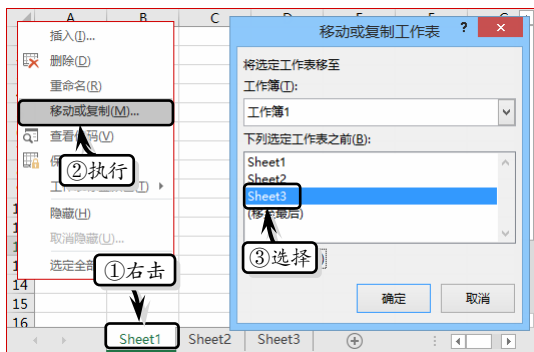 A B C
插入(I)...
删除(D)
重命名(R)
移动或复制(M)...
查看代码(V)
②执行
隐藏(H)
取消隐藏(U)...
选定全部
①右击
14
15
16
Sheet1 Sheet2 Sheet3
移动或复制工作表 ? ×
将选定工作表移至
工作簿(T):
工作簿1
下列选定工作表之前(B):
Sheet1
Sheet2
Sheet3
(移至最后)
③选择
确定 取消